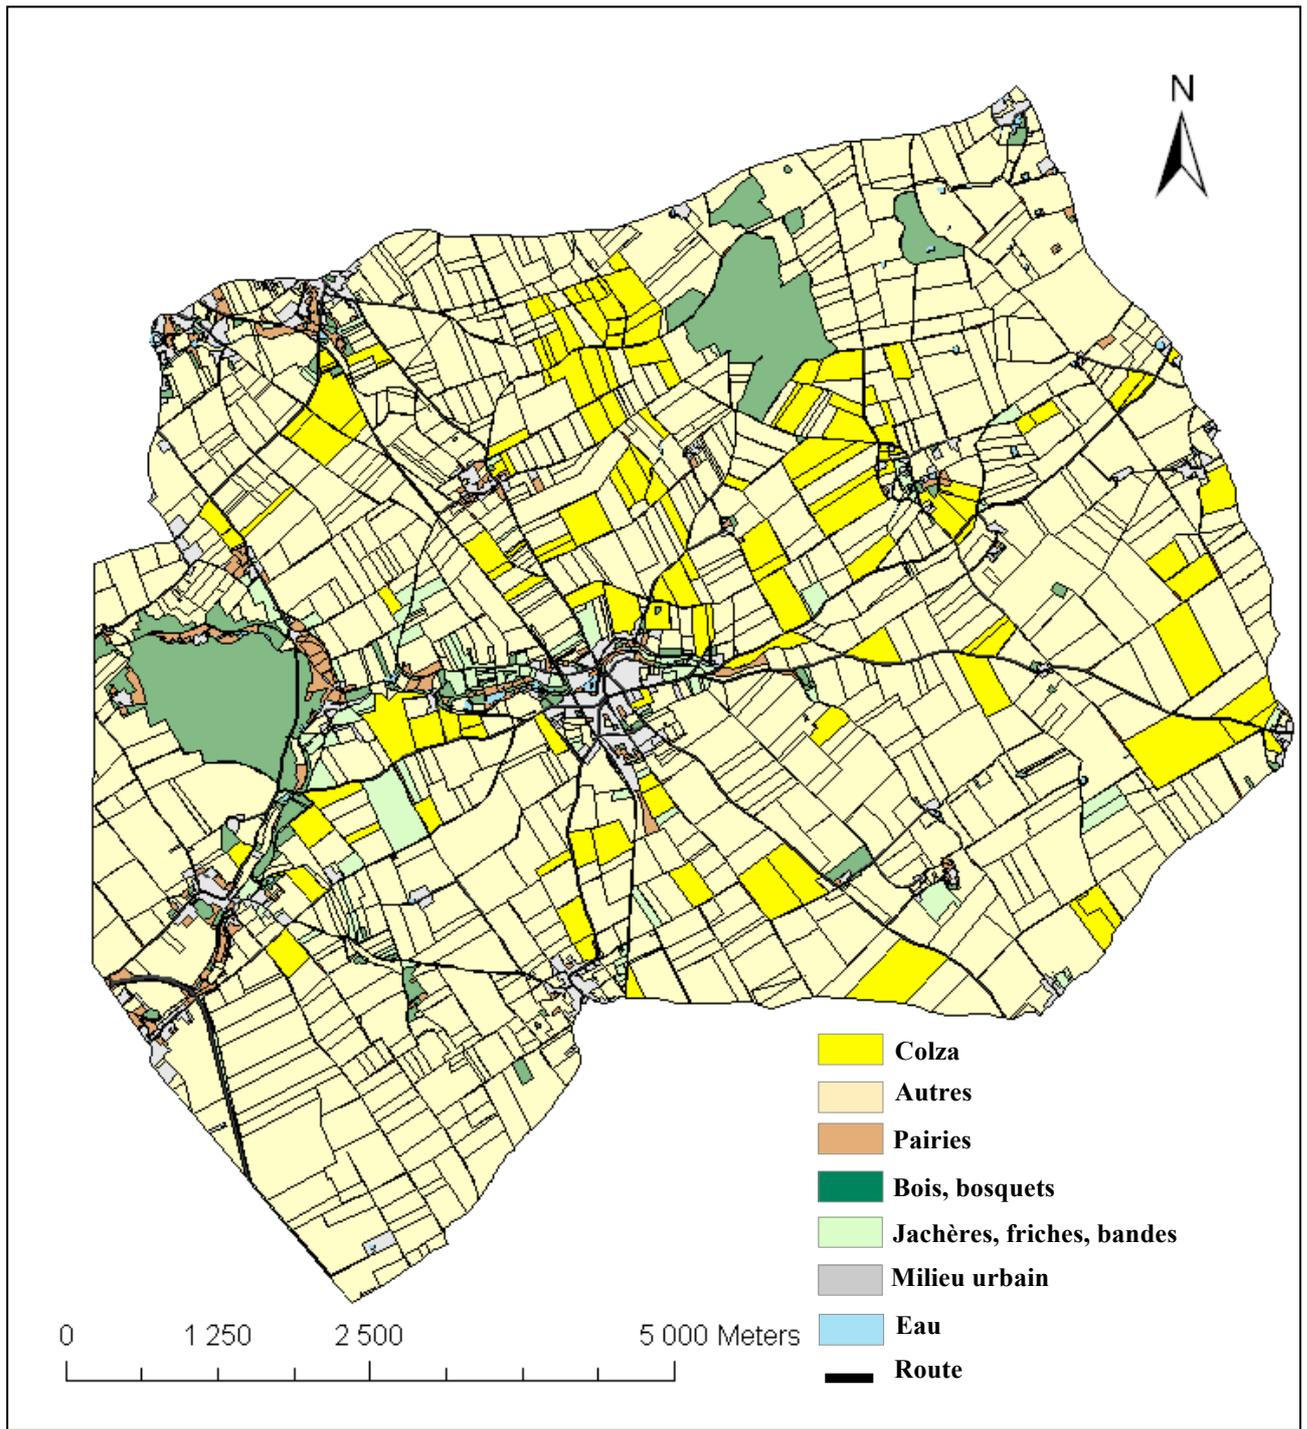 N
Colza
Autres
Pairies
Bois, bosquets
Jachères, friches, bandes
Milieu urbain
Eau
Route
0 1 250 2 500 5 000 Meters